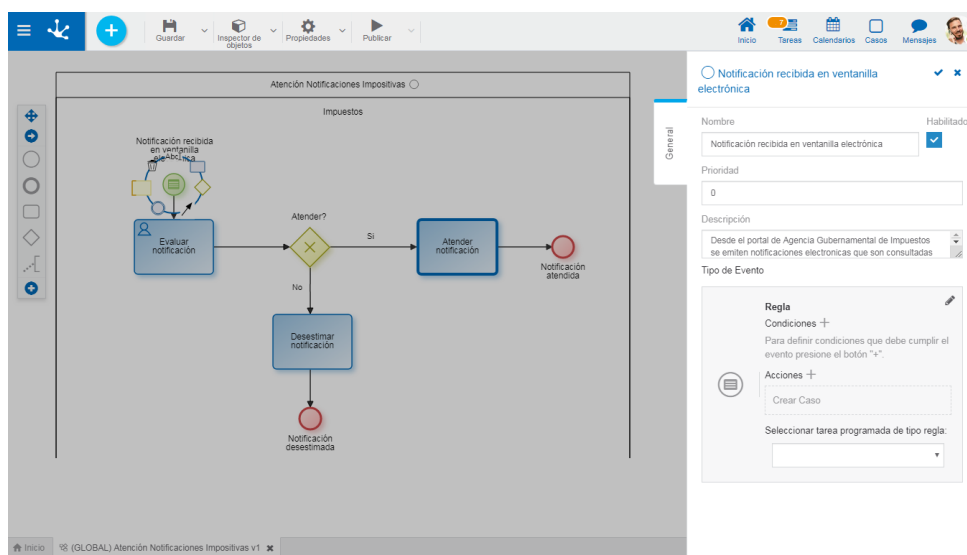 Guardar
Inspector de
objetos
Propiedades
Publicar
Inicio
7
Tareas
Calendarios
Casos
Mensajes
Atención Notificaciones Impositivas
Impuestos
Notificación recibida
en ventanilla
Abc
Evaluar
notificación
Atender?
Si
No
Atender
notificación
Notificación
atendida
Desestimar
notificación
Notificación
desestimada
Notificación recibida en ventanilla
electrónica
General
Nombre
Habilitado
Notificación recibida en ventanilla electrónica
Prioridad
0
Descripción
Desde el portal de Agencia Gubernamental de Impuestos
se emiten notificaciones electronicas que son consultadas
Tipo de Evento
Regla
Condiciones +
Para definir condiciones que debe cumplir el
evento presione el botón "+".
Acciones +
Crear Caso
Seleccionar tarea programada de tipo regla:
Inicio
(GLOBAL) Atención Notificaciones Impositivas v1